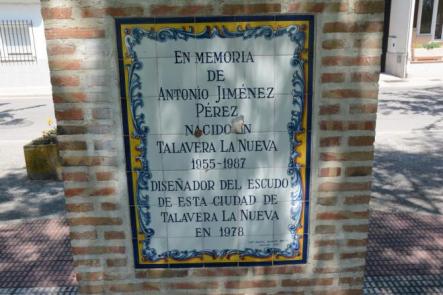 EN MEMORIA
DE
ANTONIO JIMÉNEZ
PÉREZ
NACIDO EN
TALAVERA LA NUEVA
1955-1987
DISEÑADOR DEL ESCUDO
DE ESTA CIUDAD DE
TALAVERA LA NUEVA
EN 1978